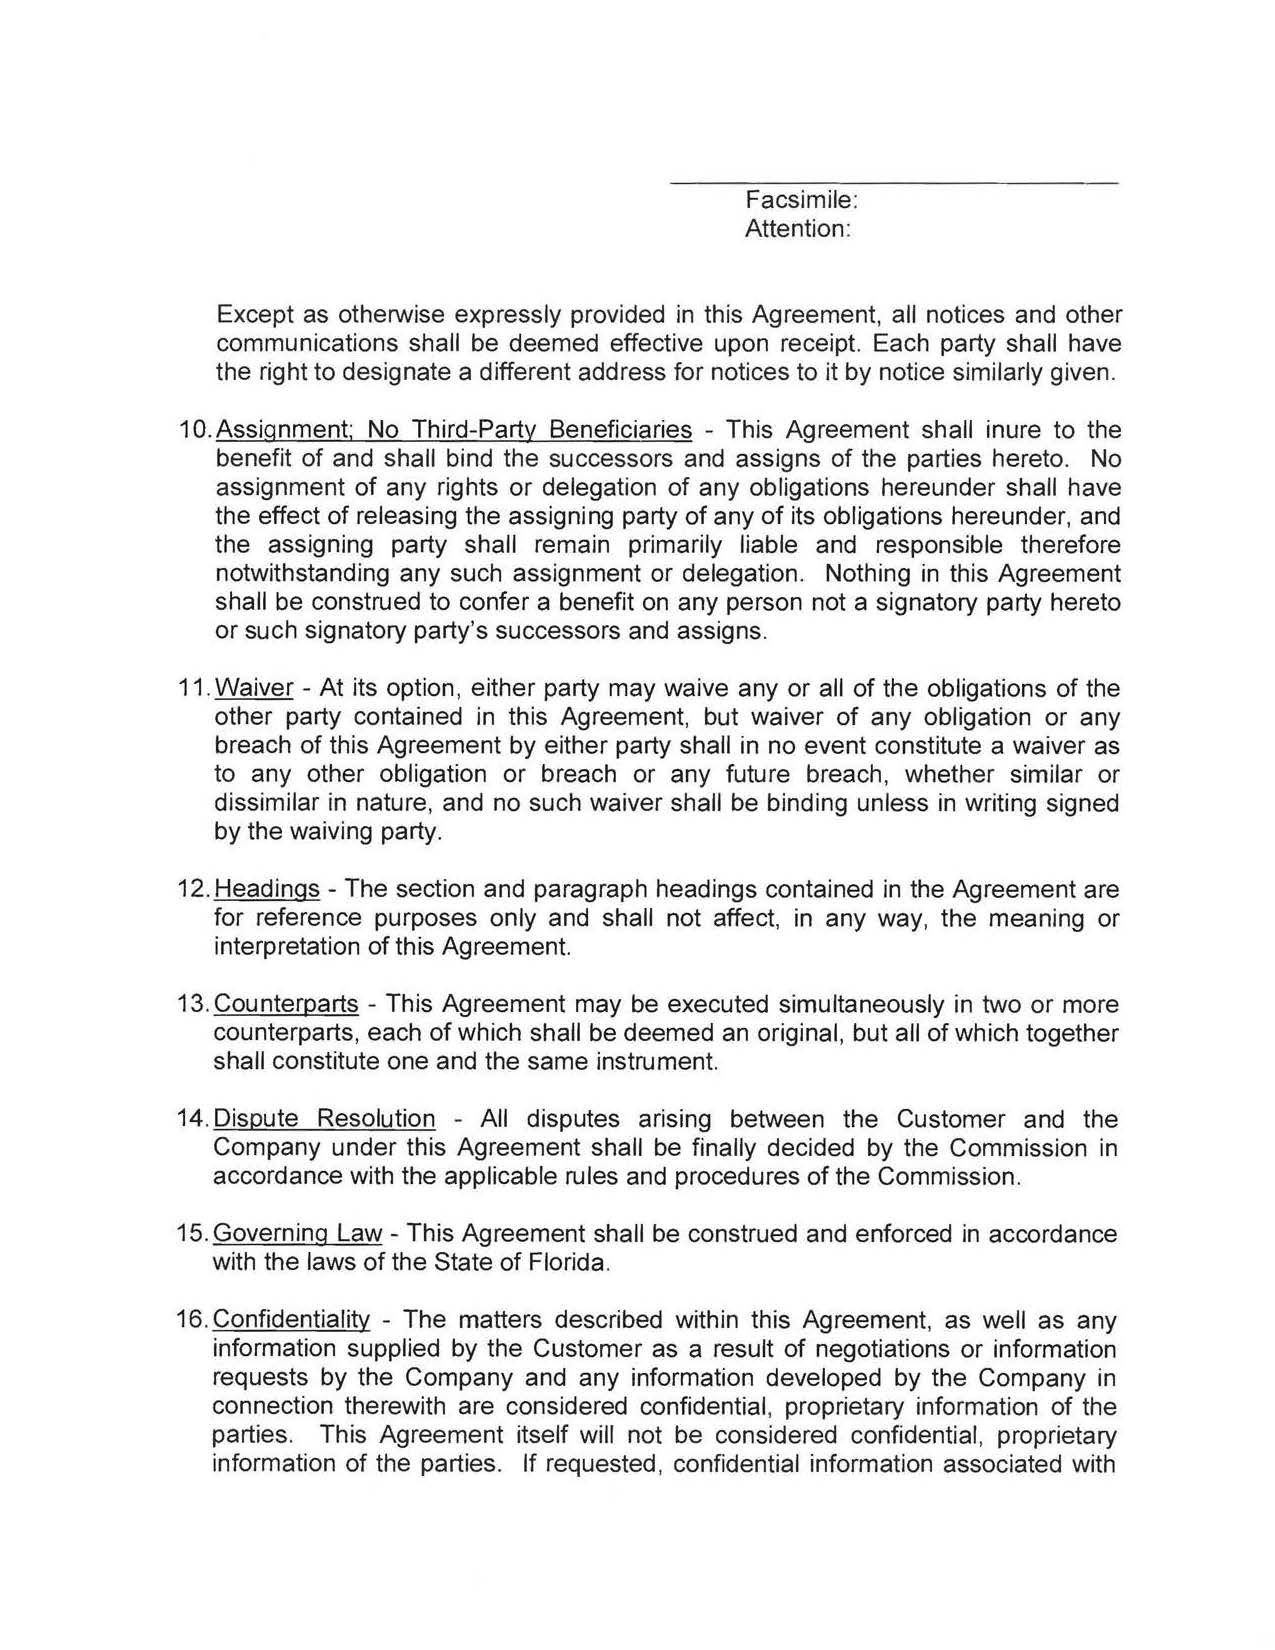 Facsimile:
Attention:
Except as otherwise expressly provided in this Agreement, all notices and other
communications shall be deemed effective upon receipt. Each party shall have
the right to designate a different address for notices to it by notice similarly given.
10. Assignment; No Third-Party Beneficiaries - This Agreement shall inure to the
benefit of and shall bind the successors and assigns of the parties hereto. No
assignment of any rights or delegation of any obligations hereunder shall have
the effect of releasing the assigning party of any of its obligations hereunder, and
the assigning party shall remain primarily liable and responsible therefore
notwithstanding any such assignment or delegation. Nothing in this Agreement
shall be construed to confer a benefit on any person not a signatory party hereto
or such signatory party's successors and assigns.
11. Waiver - At its option, either party may waive any or all of the obligations of the
other party contained in this Agreement, but waiver of any obligation or any
breach of this Agreement by either party shall in no event constitute a waiver as
to any other obligation or breach or any future breach, whether similar or
dissimilar in nature, and no such waiver shall be binding unless in writing signed
by the waiving party.
12. Headings - The section and paragraph headings contained in the Agreement are
for reference purposes only and shall not affect, in any way, the meaning or
interpretation of this Agreement.
13. Counterparts - This Agreement may be executed simultaneously in two or more
counterparts, each of which shall be deemed an original, but all of which together
shall constitute one and the same instrument.
14. Dispute Resolution - All disputes arising between the Customer and the
Company under this Agreement shall be finally decided by the Commission in
accordance with the applicable rules and procedures of the Commission.
15. Governing Law - This Agreement shall be construed and enforced in accordance
with the laws of the State of Florida.
16. Confidentiality - The matters described within this Agreement, as well as any
information supplied by the Customer as a result of negotiations or information
requests by the Company and any information developed by the Company in
connection therewith are considered confidential, proprietary information of the
parties. This Agreement itself will not be considered confidential, proprietary
information of the parties. If requested, confidential information associated with